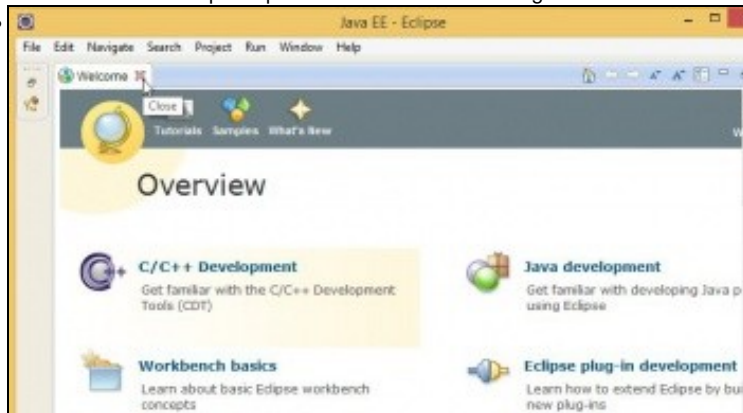 Java EE - Eclipse
File Edit Navigate Search Project Run Window Help
Welcome
Close
Tutorials Samples What's New
Overview
C/C++ Development
Get familiar with the C/C++ Development
Tools (CDT)
Java development
Get familiar with developing Java p
using Eclipse
Workbench basics
Learn about basic Eclipse workbench
concepts
Eclipse plug-in development
Learn how to extend Eclipse by bui
new plug-ins